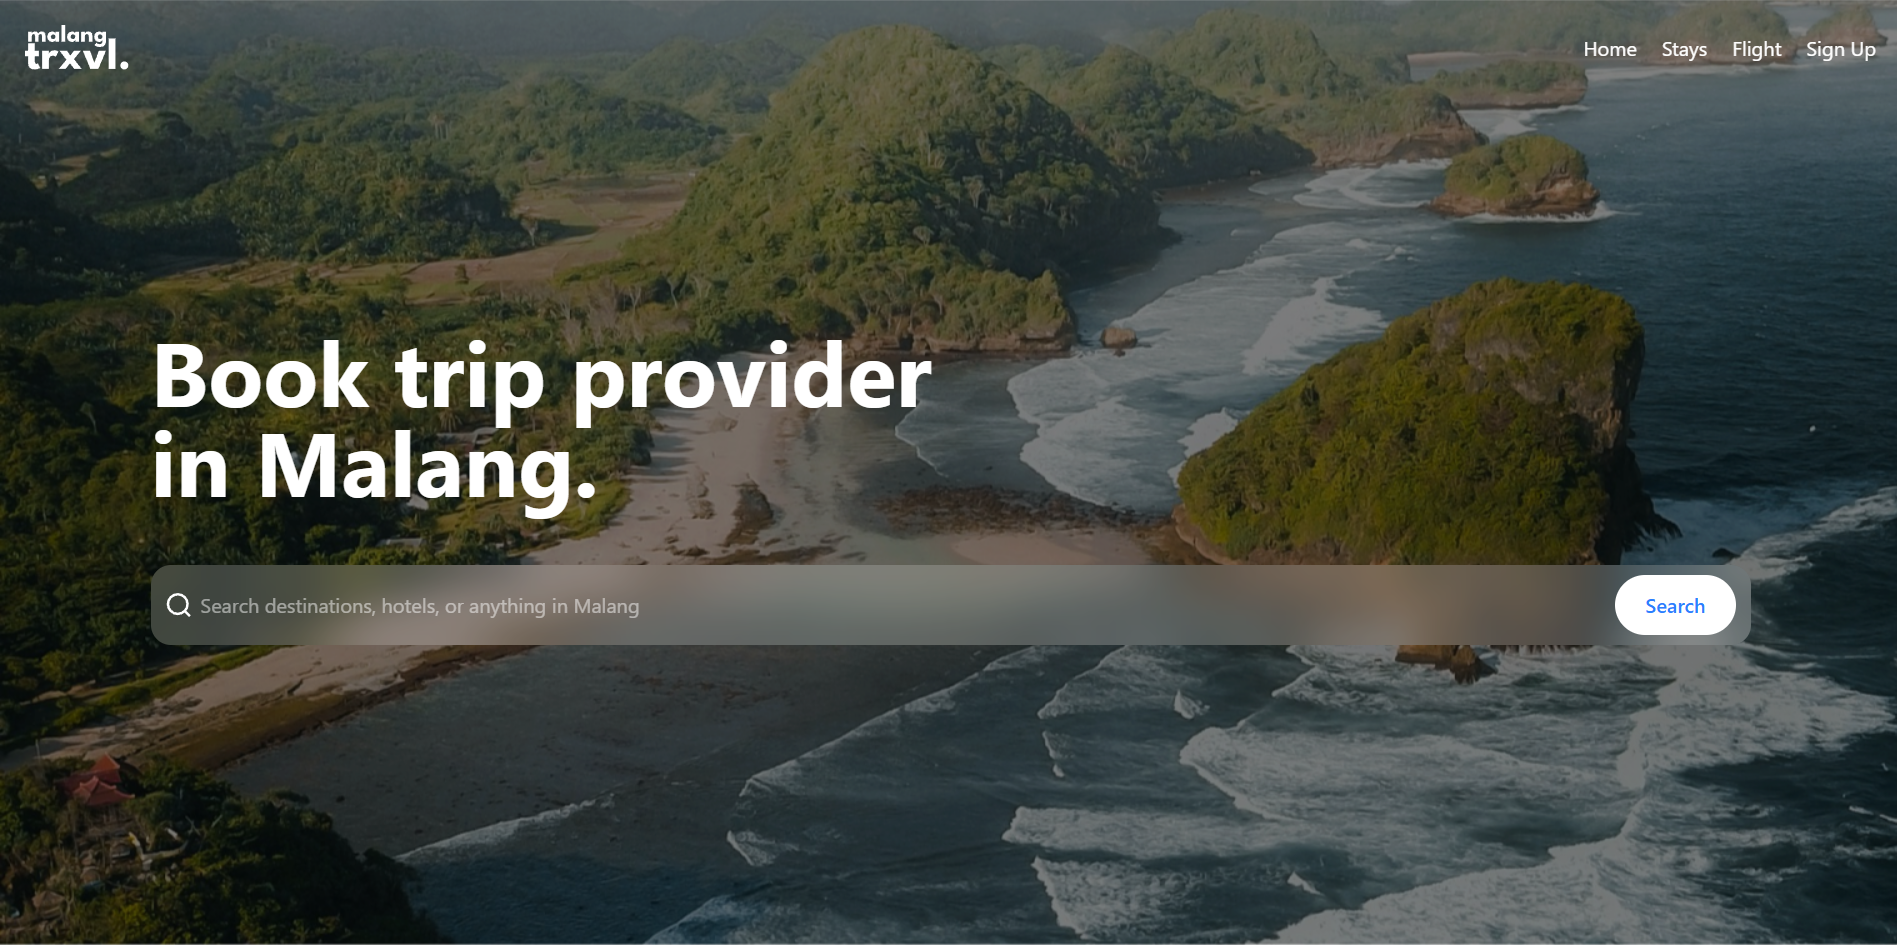 malang
trxvl.
Home Stays Flight Sign Up
Book trip provider
in Malang.
Search destinations, hotels, or anything in Malang
Search